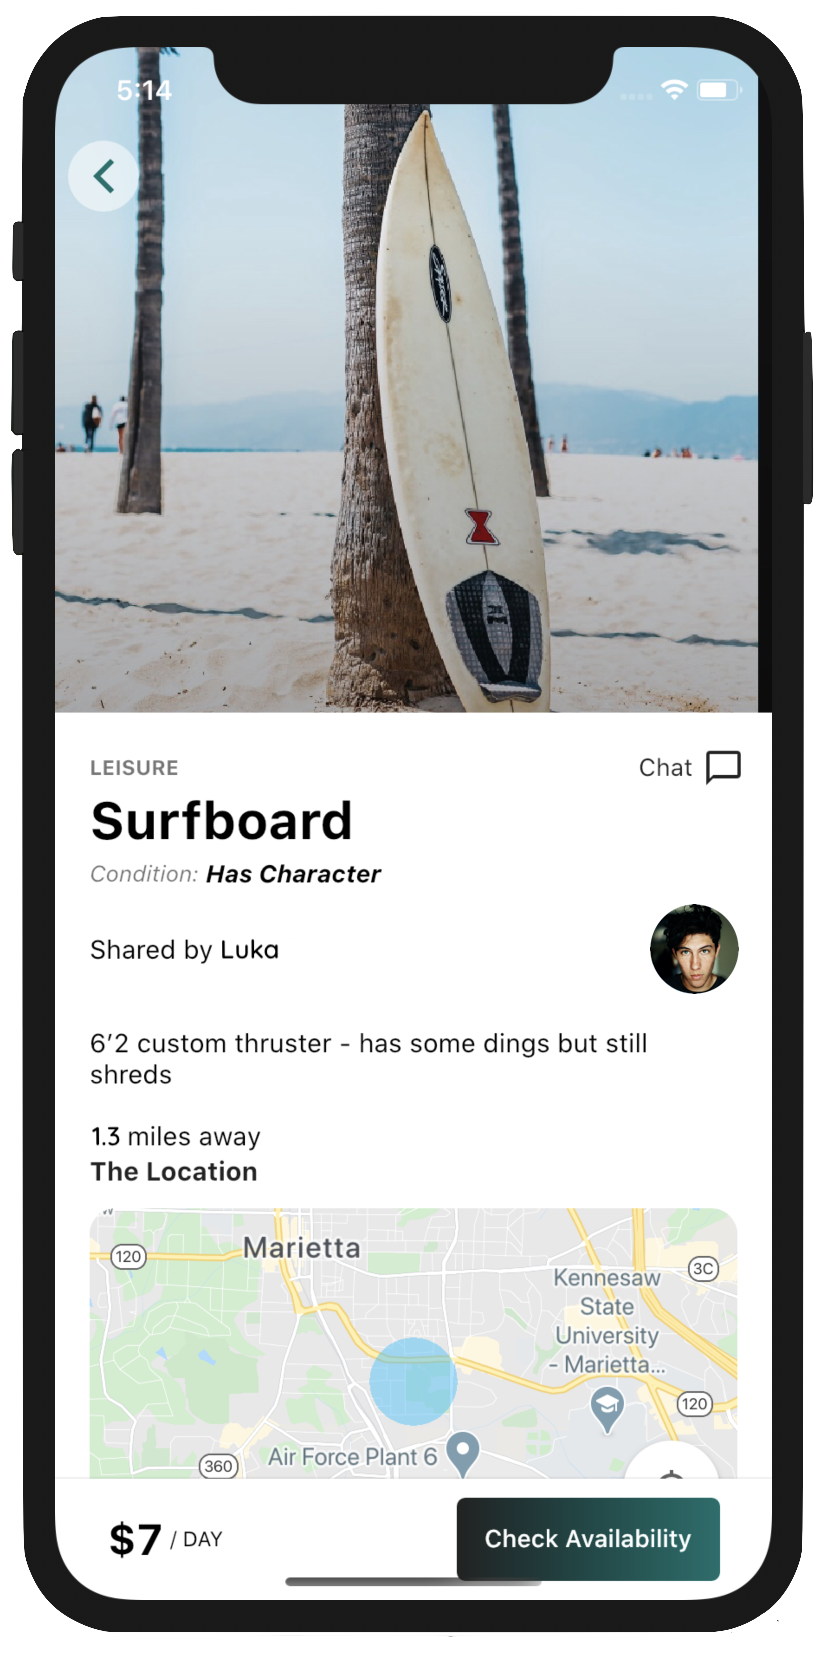 5:14
LEISURE
Chat
Surfboard
Condition: Has Character
Shared by Luka
6’2 custom thruster - has some dings but still
shreds
1.3 miles away
The Location
120
Marietta
3C
Kennesaw
State
University
- Marietta...
120
Air Force Plant 6
360
$7 / DAY
Check Availability